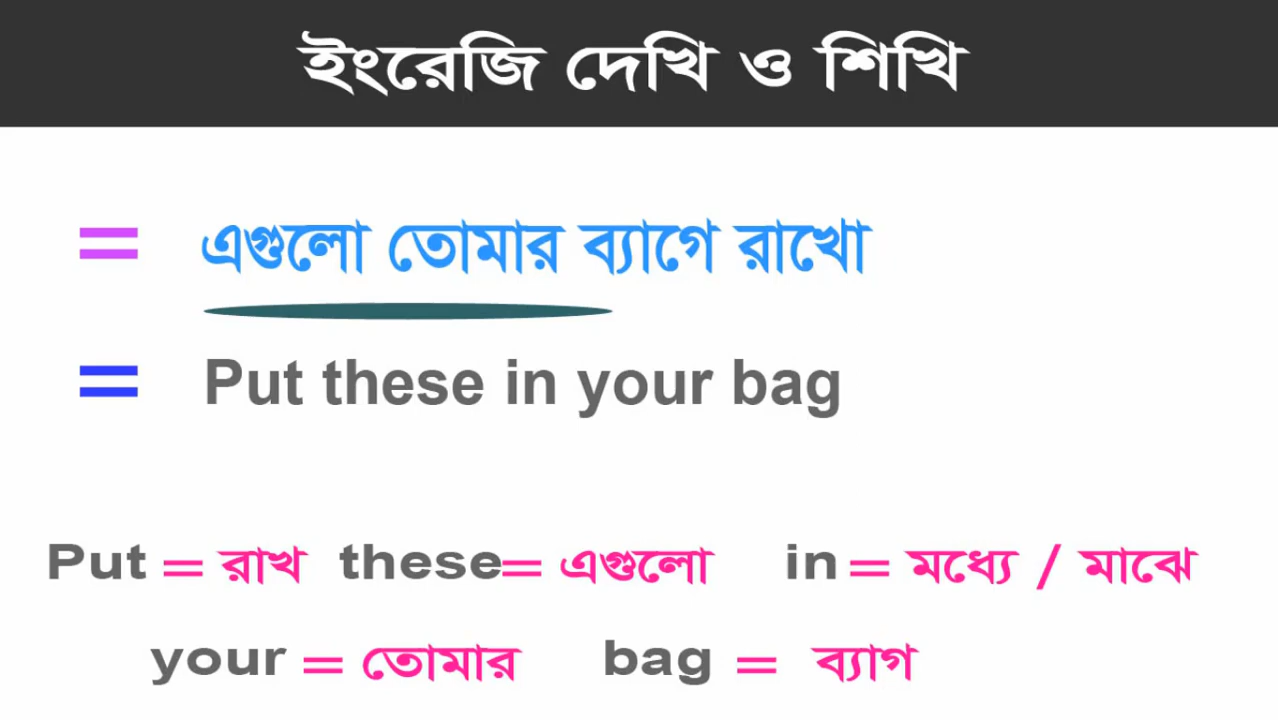 ইংরেজি দেখি ও শিখি
= এগুলো তোমার ব্যাগে রাখো
= Put these in your bag
Put = রাখ these = এগুলো in = মধ্যে / মাঝে
your = তোমার bag = ব্যাগ